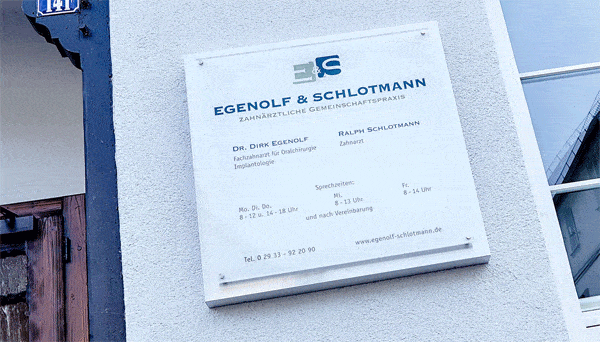 141
E&S
EGENOLF & SCHLOTMANN
ZAHNÄRZTLICHE GEMEINSCHAFTSPRAXIS
DR. DIRK EGENOLF
Fachzahnarzt für Oralchirurgie
Implantologie
RALPH SCHLOTMANN
Zahnarzt
Sprechzeiten:
Mo. Di. Do.
8 - 12 u. 14 - 18 Uhr
Mi.
8 - 13 Uhr
Fr.
8 - 14 Uhr
und nach Vereinbarung
Tel. 0 29 33 - 92 20 90
www.egenolf-schlotmann.de